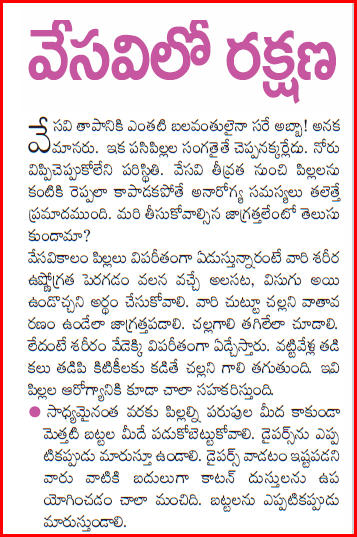 వేసవిలో రక్షణ
వేసవి తాపానికి ఎంతటి బలవంతులైనా సరే అబ్బా! అనక
మానరు. ఇక పసిపిల్లల సంగతైతే చెప్పనక్కర్లేదు. నోరు
విప్పిచెప్పుకోలేని పరిస్థితి. వేసవి తీవ్రత నుంచి పిల్లలను
కంటికి రెప్పలా కాపాడకపోతే అనారోగ్య సమస్యలు తలెత్తే
ప్రమాదముంది. మరి తీసుకోవాల్సిన జాగ్రత్తలేంటో తెలుసు
కుందామా?
వేసవికాలం పిల్లలు విపరీతంగా ఏడుస్తున్నారంటే వారి శరీర
ఉష్ణోగ్రత పెరగడం వలన వచ్చే అలసట, విసుగు అయి
ఉండొచ్చని అర్థం చేసుకోవాలి. వారి చుట్టూ చల్లని వాతావ
రణం ఉండేలా జాగ్రత్తపడాలి. చల్లగాలి తగిలేలా చూడాలి.
లేదంటే శరీరం వేడెక్కి విపరీతంగా ఏడ్చేస్తారు. వట్టివేళ్ల తడి
కలు తడిపి కిటికీలకు కడితే చల్లని గాలి తగుతుంది. ఇవి
పిల్లల ఆరోగ్యానికి కూడా చాలా సహకరిస్తుంది.
● సాధ్యమైనంత వరకు పిల్లల్ని పరుపుల మీద కాకుండా
మెత్తటి బట్టల మీదే పడుకోబెట్టుకోవాలి. డైపర్స్‌ను ఎప్ప
టికప్పుడు మారుస్తూ ఉండాలి. డైపర్స్ వాడటం ఇష్టపడని
వారు వాటికి బదులుగా కాటన్ దుస్తులను ఉప
యోగించడం చాలా మంచిది. బట్టలను ఎప్పటికప్పుడు
మారుస్తుండాలి.